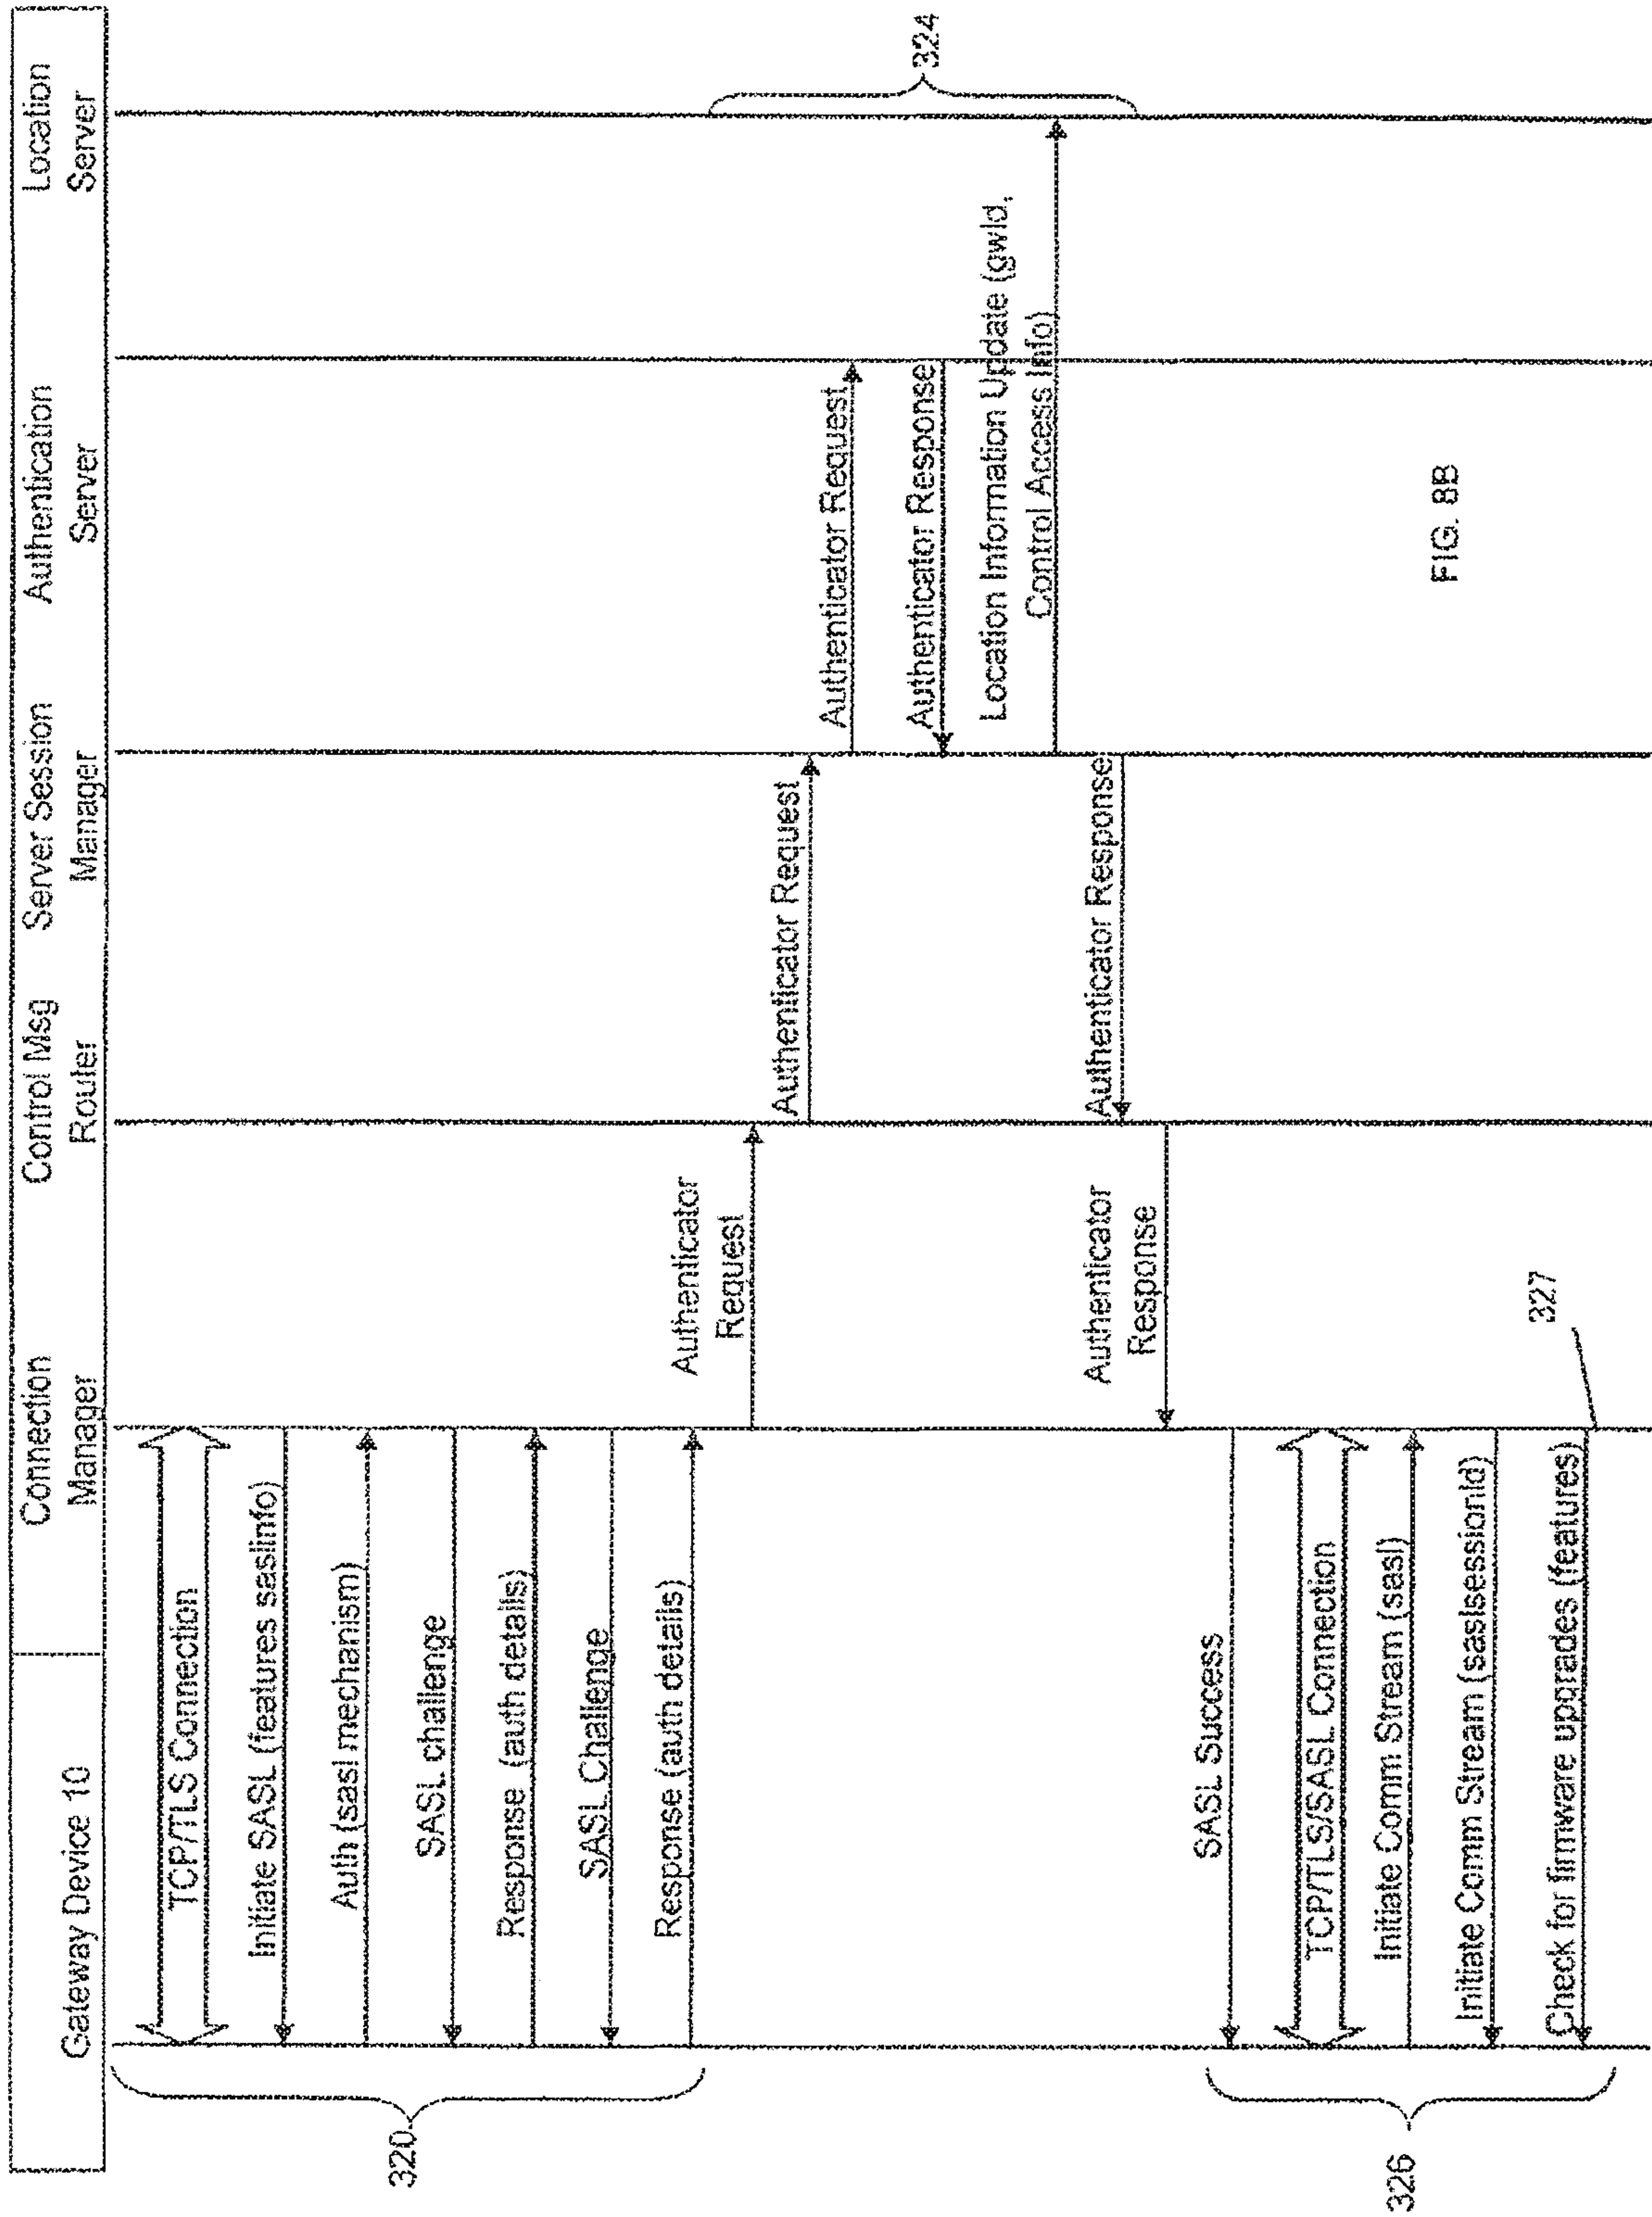 Gateway Device 10
Connection
Manager
Control Msg
Router
Server Session
Manager
Authentication
Server
Location
Server
TCP/TLS Connection
Initiate SASL (features saslinfo)
Auth (sasl mechanism)
SASL challenge
Response (auth details)
SASL Challenge
Response (auth details)
320
Authenticator
Request
Authenticator Request
Authenticator Request
Authenticator Response
Location Information Update (gwId,
Control Access Info)
324
Authenticator Response
Authenticator
Response
SASL Success
TCP/TLS/SASL Connection
Initiate Comm Stream (sasl)
Initiate Comm Stream (saslsessionId)
Check for firmware upgrades (features)
326
327
FIG. 8B